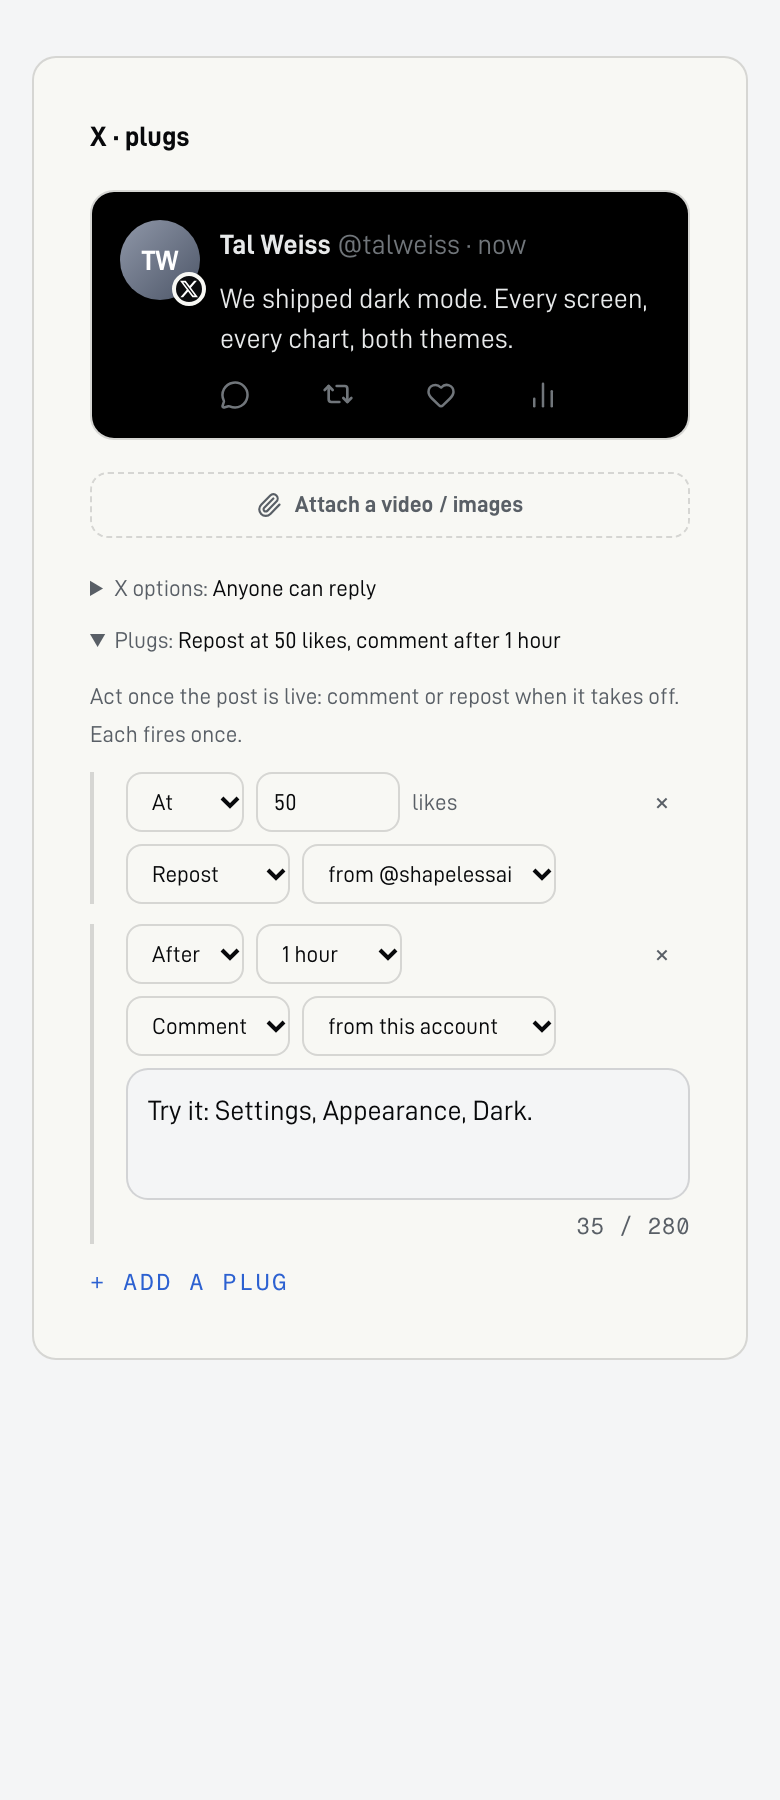 X · plugs
TW
Tal Weiss @talweiss · now
We shipped dark mode. Every screen,
every chart, both themes.
Attach a video / images
X options: Anyone can reply
Plugs: Repost at 50 likes, comment after 1 hour
Act once the post is live: comment or repost when it takes off.
Each fires once.
At 50 likes ×
Repost from @shapelessai
After 1 hour ×
Comment from this account
Try it: Settings, Appearance, Dark.
35 / 280
+ ADD A PLUG